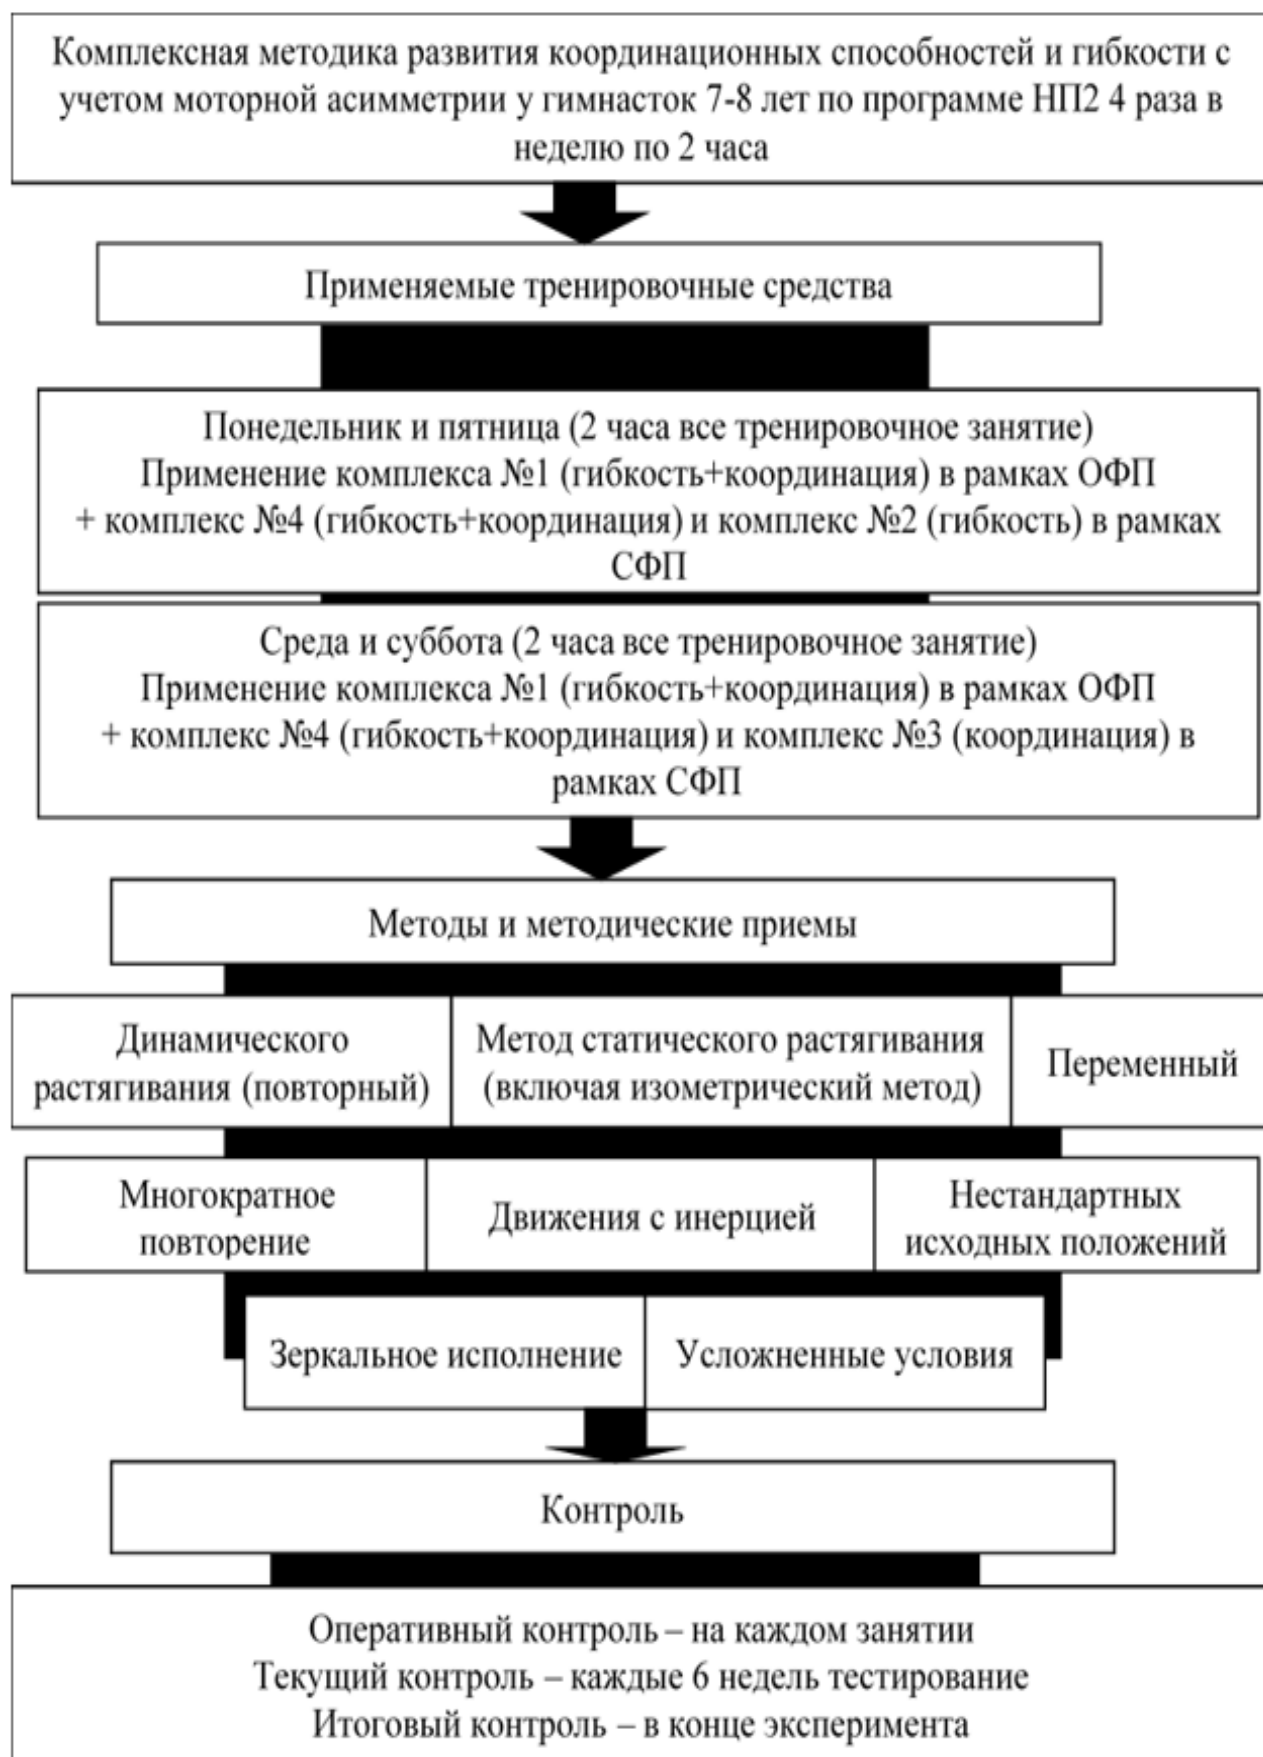 Комплексная методика развития координационных способностей и гибкости с
учетом моторной асимметрии у гимнасток 7-8 лет по программе НП2 4 раза в
неделю по 2 часа
Применяемые тренировочные средства
Понедельник и пятница (2 часа все тренировочное занятие)
Применение комплекса №1 (гибкость+координация) в рамках ОФП
+ комплекс №4 (гибкость+координация) и комплекс №2 (гибкость) в рамках
СФП
Среда и суббота (2 часа все тренировочное занятие)
Применение комплекса №1 (гибкость+координация) в рамках ОФП
+ комплекс №4 (гибкость+координация) и комплекс №3 (координация) в
рамках СФП
Методы и методические приемы
Динамического
растягивания (повторный)
Метод статического растягивания
(включая изометрический метод)
Переменный
Многократное
повторение
Движения с инерцией
Нестандартных
исходных положений
Зеркальное исполнение
Усложненные условия
Контроль
Оперативный контроль – на каждом занятии
Текущий контроль – каждые 6 недель тестирование
Итоговый контроль – в конце эксперимента